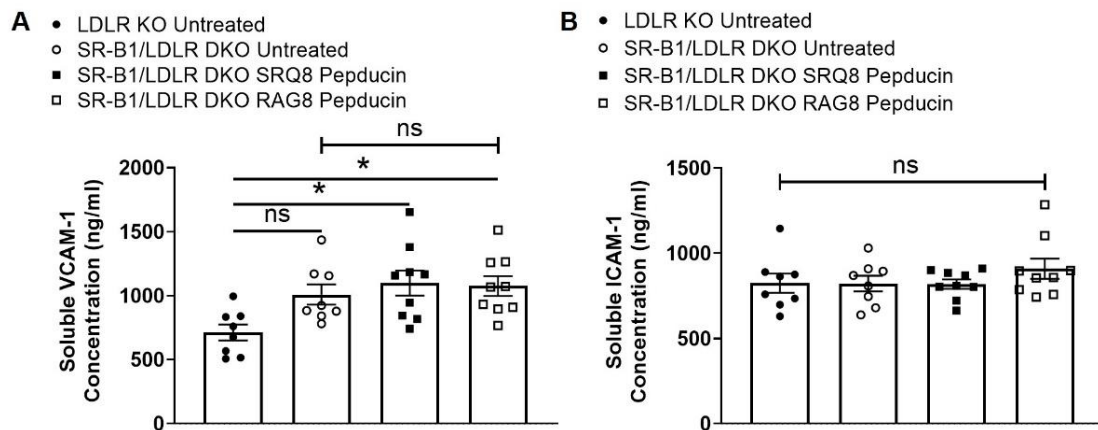 A
● LDLR KO Untreated
○ SR-B1/LDLR DKO Untreated
■ SR-B1/LDLR DKO SRQ8 Pepducin
□ SR-B1/LDLR DKO RAG8 Pepducin
ns
*
*
ns
2000
1500
1000
500
0
Soluble VCAM-1
Concentration (ng/ml)
B
● LDLR KO Untreated
○ SR-B1/LDLR DKO Untreated
■ SR-B1/LDLR DKO SRQ8 Pepducin
□ SR-B1/LDLR DKO RAG8 Pepducin
ns
1500
1000
500
0
Soluble ICAM-1
Concentration (ng/ml)